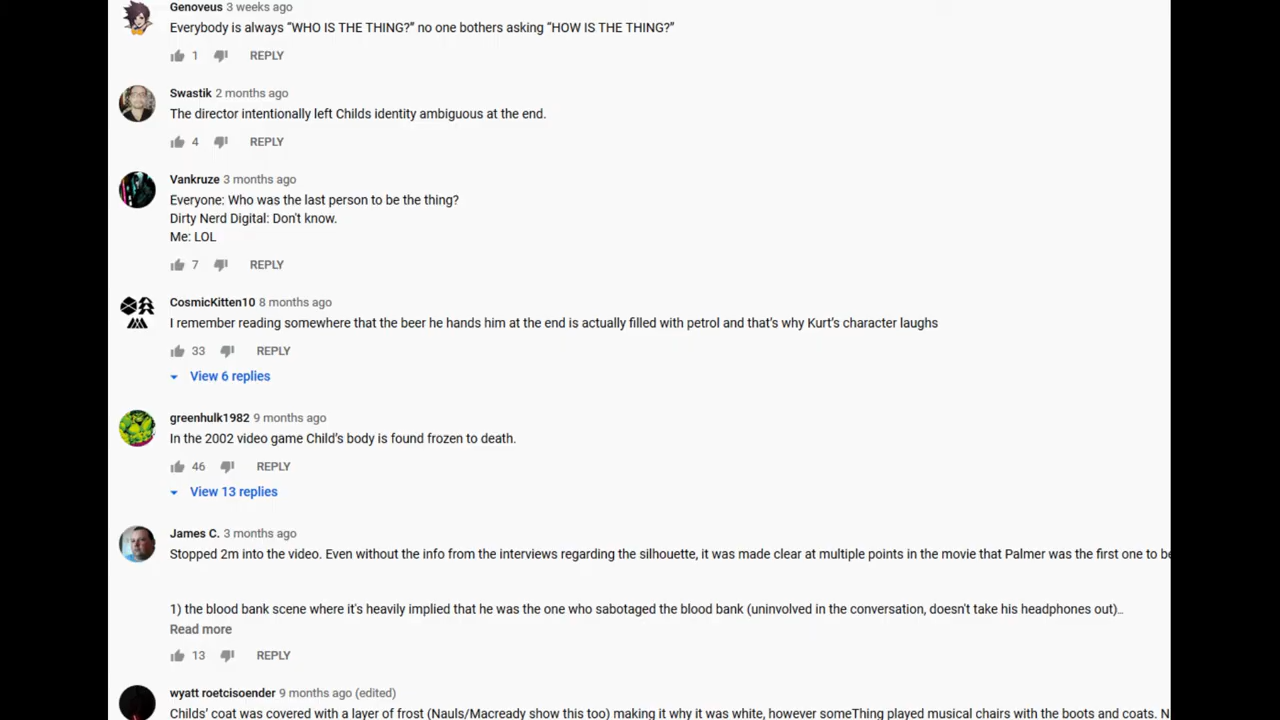 Genoveus 3 weeks ago
Everybody is always “WHO IS THE THING?” no one bothers asking “HOW IS THE THING?”
1 REPLY
Swastik 2 months ago
The director intentionally left Childs identity ambiguous at the end.
4 REPLY
Vankruze 3 months ago
Everyone: Who was the last person to be the thing?
Dirty Nerd Digital: Don't know.
Me: LOL
7 REPLY
CosmicKitten10 8 months ago
I remember reading somewhere that the beer he hands him at the end is actually filled with petrol and that’s why Kurt’s character laughs
33 REPLY
View 6 replies
greenhulk1982 9 months ago
In the 2002 video game Child’s body is found frozen to death.
46 REPLY
View 13 replies
James C. 3 months ago
Stopped 2m into the video. Even without the info from the interviews regarding the silhouette, it was made clear at multiple points in the movie that Palmer was the first one to be
1) the blood bank scene where it's heavily implied that he was the one who sabotaged the blood bank (uninvolved in the conversation, doesn't take his headphones out)...
Read more
13 REPLY
wyatt roetcisoender 9 months ago (edited)
Childs' coat was covered with a layer of frost (Nauls/Macready show this too) making it why it was white, however someThing played musical chairs with the boots and coats. N